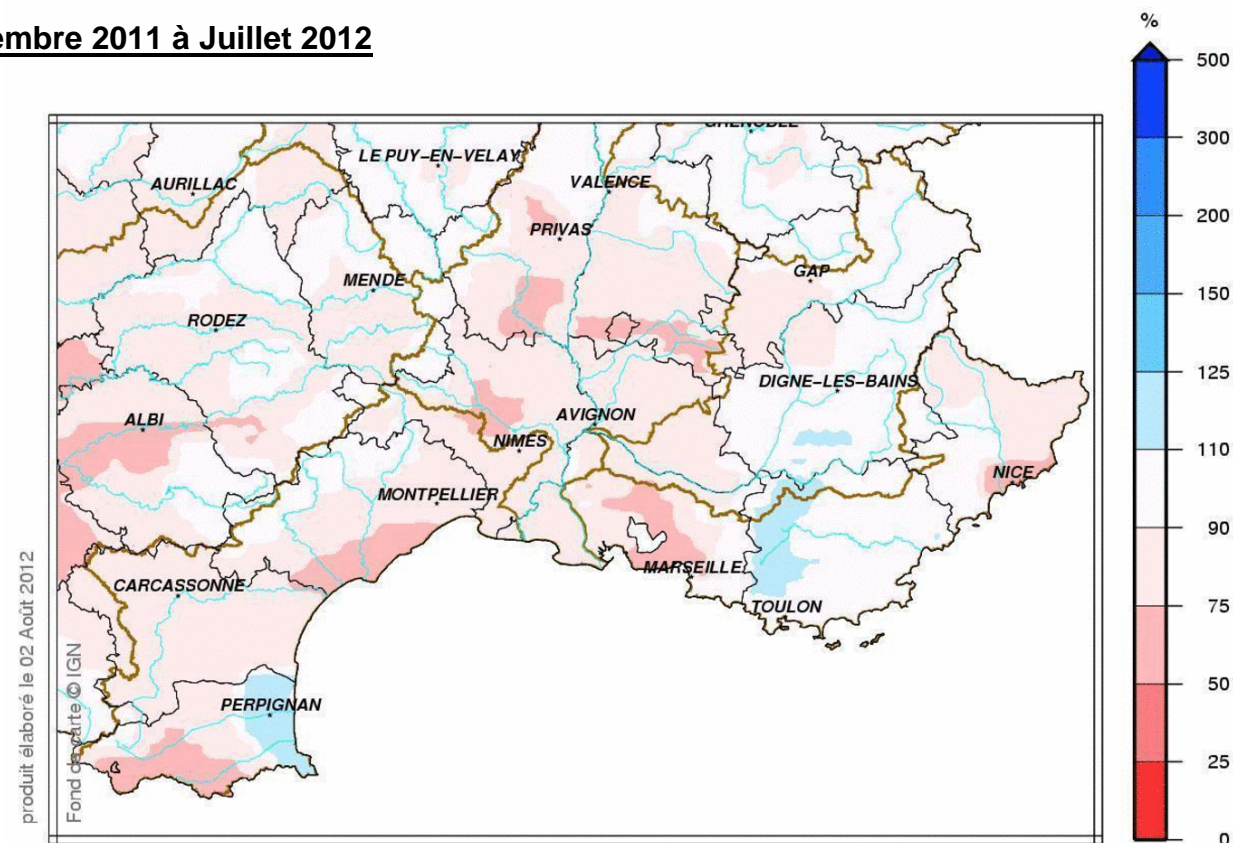 embre 2011 à Juillet 2012
%
500
300
200
150
125
110
90
75
50
25
0
GRENOBLE
LE PUY-EN-VELAY
AURILLAC
VALENCE
PRIVAS
GAP
MENDE
RODEZ
DIGNE-LES-BAINS
ALBI
AVIGNON
NIMES
NICE
MONTPELLIER
MARSEILLE
CARCASSONNE
TOULON
PERPIGNAN
produit élaboré le 02 Août 2012
Fond de carte © IGN